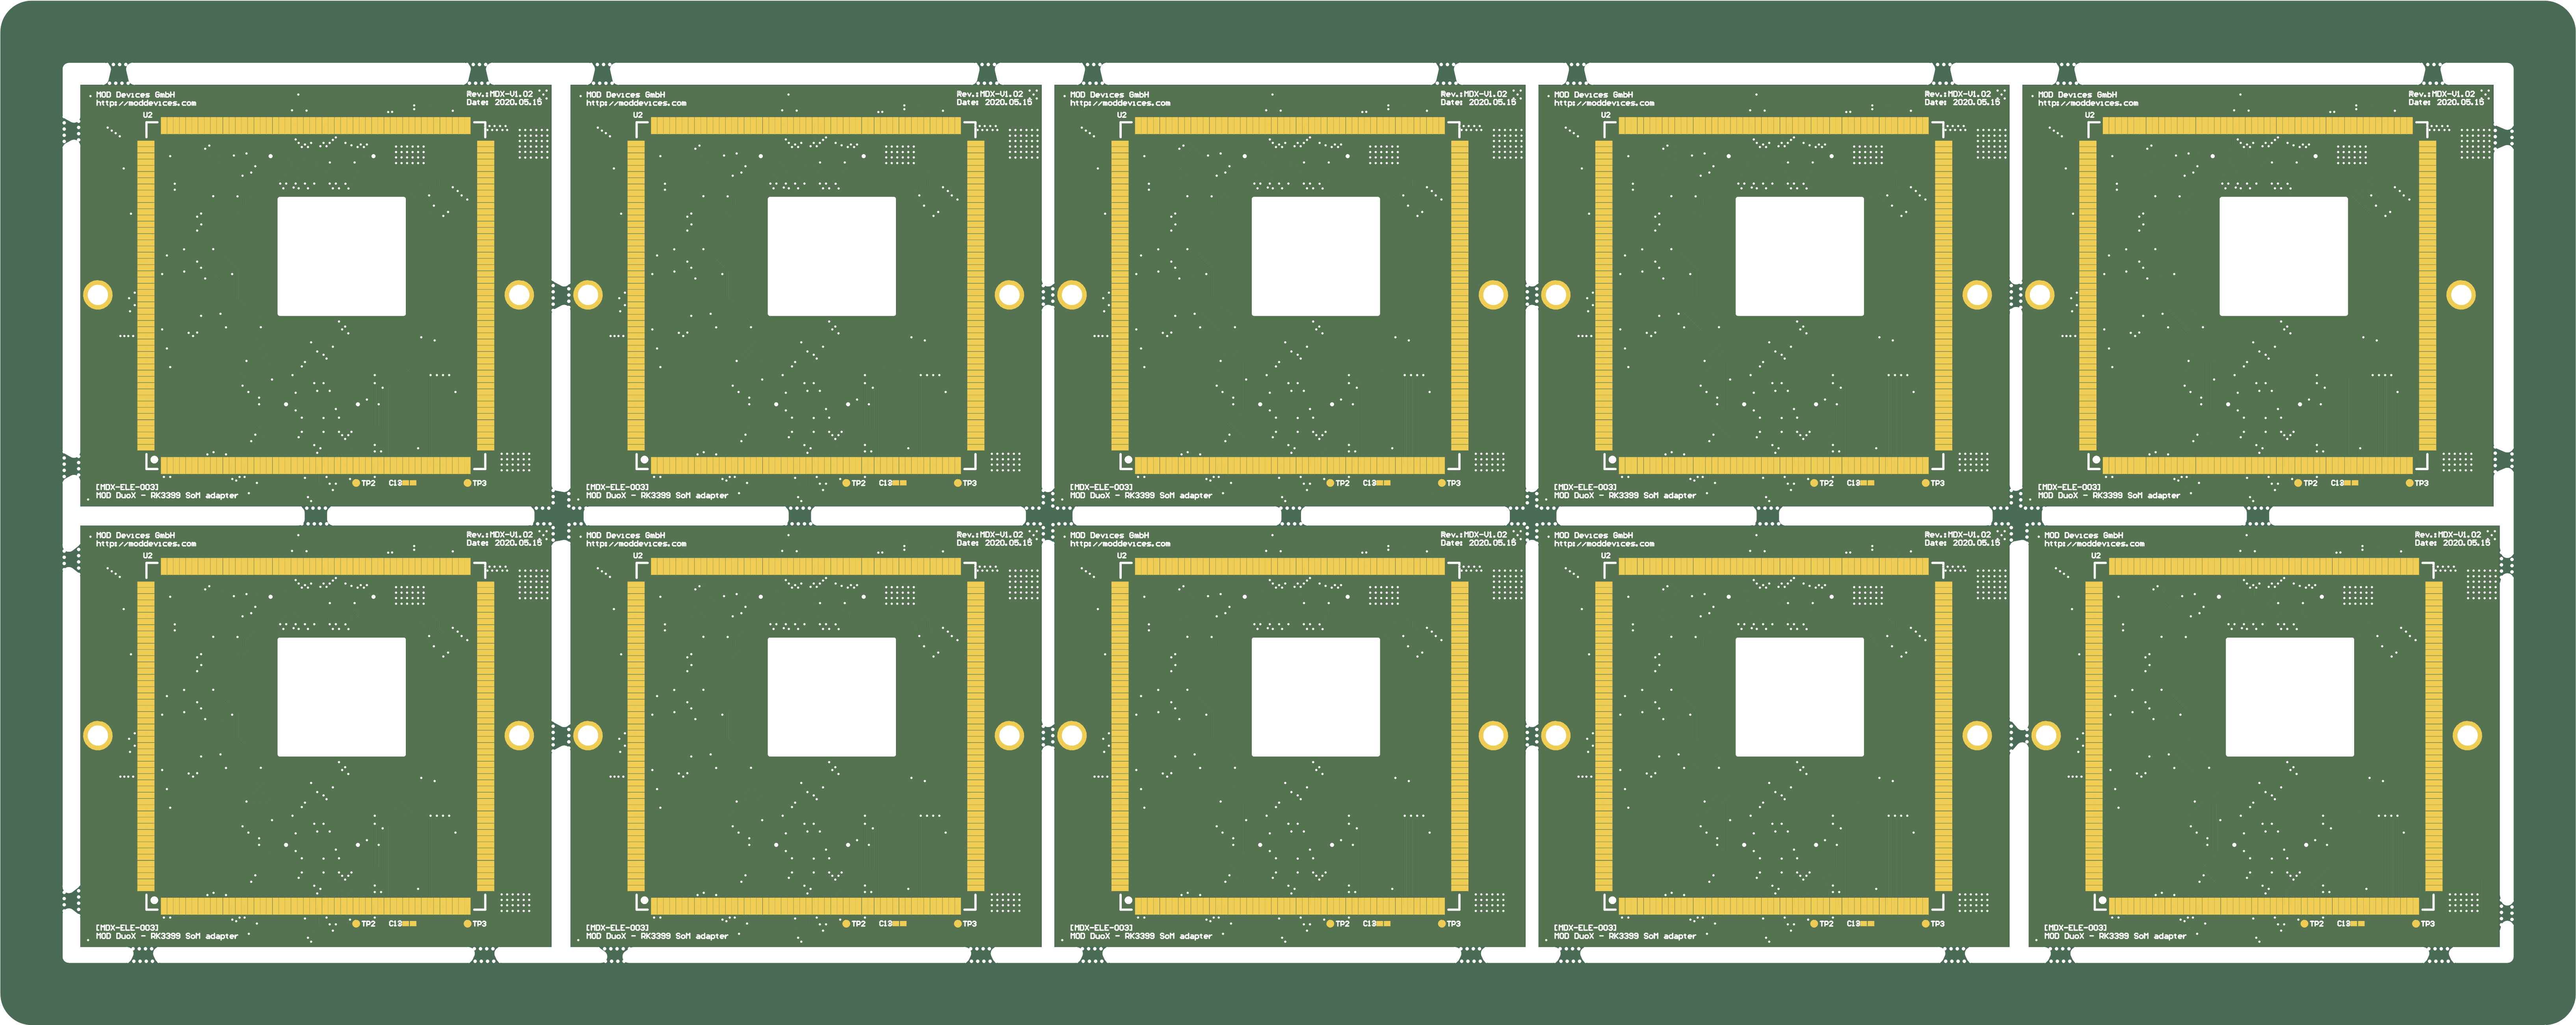 MOD Devices GmbH
http://moddevices.com
Rev.:MDX-V1.02
Date: 2020.05.15
U2
TP2 C13 TP3
[MDX-ELE-003]
MOD DuoX - RK3399 SoM adapter
MOD Devices GmbH
http://moddevices.com
Rev.:MDX-V1.02
Date: 2020.05.15
U2
TP2 C13 TP3
[MDX-ELE-003]
MOD DuoX - RK3399 SoM adapter
MOD Devices GmbH
http://moddevices.com
Rev.:MDX-V1.02
Date: 2020.05.15
U2
TP2 C13 TP3
[MDX-ELE-003]
MOD DuoX - RK3399 SoM adapter
MOD Devices GmbH
http://moddevices.com
Rev.:MDX-V1.02
Date: 2020.05.15
U2
TP2 C13 TP3
[MDX-ELE-003]
MOD DuoX - RK3399 SoM adapter
MOD Devices GmbH
http://moddevices.com
Rev.:MDX-V1.02
Date: 2020.05.15
U2
TP2 C13 TP3
[MDX-ELE-003]
MOD DuoX - RK3399 SoM adapter
MOD Devices GmbH
http://moddevices.com
Rev.:MDX-V1.02
Date: 2020.05.15
U2
TP2 C13 TP3
[MDX-ELE-003]
MOD DuoX - RK3399 SoM adapter
MOD Devices GmbH
http://moddevices.com
Rev.:MDX-V1.02
Date: 2020.05.15
U2
TP2 C13 TP3
[MDX-ELE-003]
MOD DuoX - RK3399 SoM adapter
MOD Devices GmbH
http://moddevices.com
Rev.:MDX-V1.02
Date: 2020.05.15
U2
TP2 C13 TP3
[MDX-ELE-003]
MOD DuoX - RK3399 SoM adapter
MOD Devices GmbH
http://moddevices.com
Rev.:MDX-V1.02
Date: 2020.05.15
U2
TP2 C13 TP3
[MDX-ELE-003]
MOD DuoX - RK3399 SoM adapter
MOD Devices GmbH
http://moddevices.com
Rev.:MDX-V1.02
Date: 2020.05.15
U2
TP2 C13 TP3
[MDX-ELE-003]
MOD DuoX - RK3399 SoM adapter